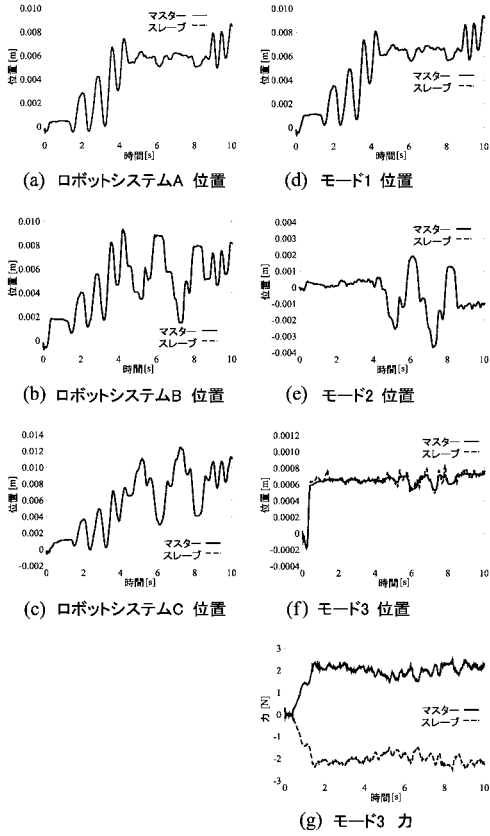 0.010
0.008
0.006
0.004
0.002
0
位置[m]
マスター
スレーブ
0 2 4 6 8 10
時間[s]
(a) ロボットシステムA 位置
0.010
0.008
0.006
0.004
0.002
0
位置[m]
マスター
スレーブ
0 2 4 6 8 10
時間[s]
(d) モード1 位置
0.010
0.008
0.006
0.004
0.002
0
位置[m]
マスター
スレーブ
0 2 4 6 8 10
時間[s]
(b) ロボットシステムB 位置
0.004
0.003
0.002
0.001
0
-0.001
-0.002
-0.003
-0.004
位置[m]
マスター
スレーブ
0 2 4 6 8 10
時間[s]
(e) モード2 位置
0.014
0.012
0.010
0.008
0.006
0.004
0.002
0
-0.002
位置[m]
マスター
スレーブ
0 2 4 6 8 10
時間[s]
(c) ロボットシステムC 位置
0.0012
0.0010
0.0008
0.0006
0.0004
0.0002
0
-0.0002
-0.0004
位置[m]
マスター
スレーブ
0 2 4 6 8 10
時間[s]
(f) モード3 位置
3
2
1
0
-1
-2
-3
力[N]
マスター
スレーブ
0 2 4 6 8 10
時間[s]
(g) モード3 力